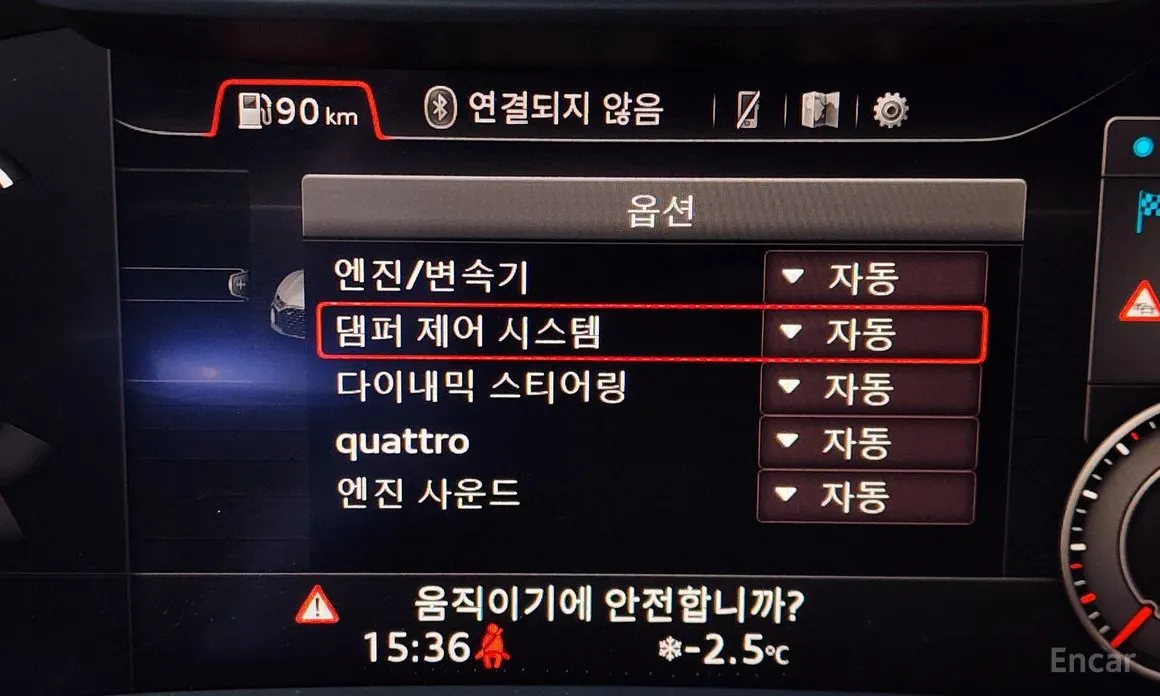 90 km 연결되지 않음
옵션
엔진/변속기 자동
댐퍼 제어 시스템 자동
다이내믹 스티어링 자동
quattro 자동
엔진 사운드 자동
움직이기에 안전합니까?
15:36 -2.5°C
Encar